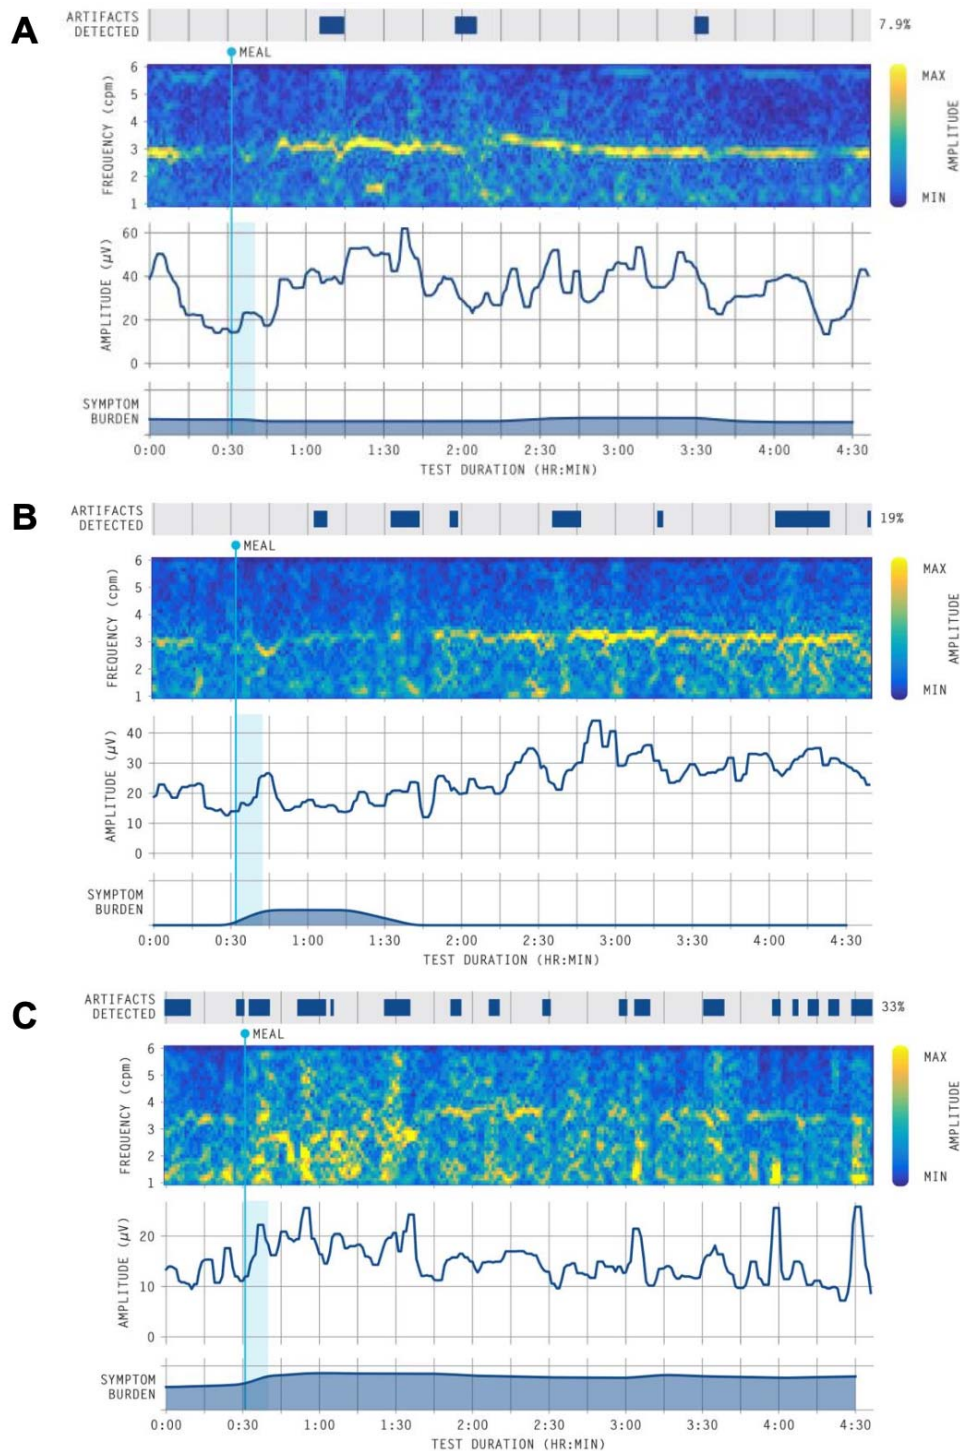 A
ARTIFACTS
DETECTED
7.9%
MEAL
6
5
4
3
2
1
FREQUENCY (cpm)
MAX
AMPLITUDE
MIN
60
40
20
0
AMPLITUDE (µV)
SYMPTOM
BURDEN
0:00 0:30 1:00 1:30 2:00 2:30 3:00 3:30 4:00 4:30
TEST DURATION (HR:MIN)
B
ARTIFACTS
DETECTED
19%
MEAL
6
5
4
3
2
1
FREQUENCY (cpm)
MAX
AMPLITUDE
MIN
40
30
20
10
0
AMPLITUDE (µV)
SYMPTOM
BURDEN
0:00 0:30 1:00 1:30 2:00 2:30 3:00 3:30 4:00 4:30
TEST DURATION (HR:MIN)
C
ARTIFACTS
DETECTED
33%
MEAL
6
5
4
3
2
1
FREQUENCY (cpm)
MAX
AMPLITUDE
MIN
20
10
0
AMPLITUDE (µV)
SYMPTOM
BURDEN
0:00 0:30 1:00 1:30 2:00 2:30 3:00 3:30 4:00 4:30
TEST DURATION (HR:MIN)